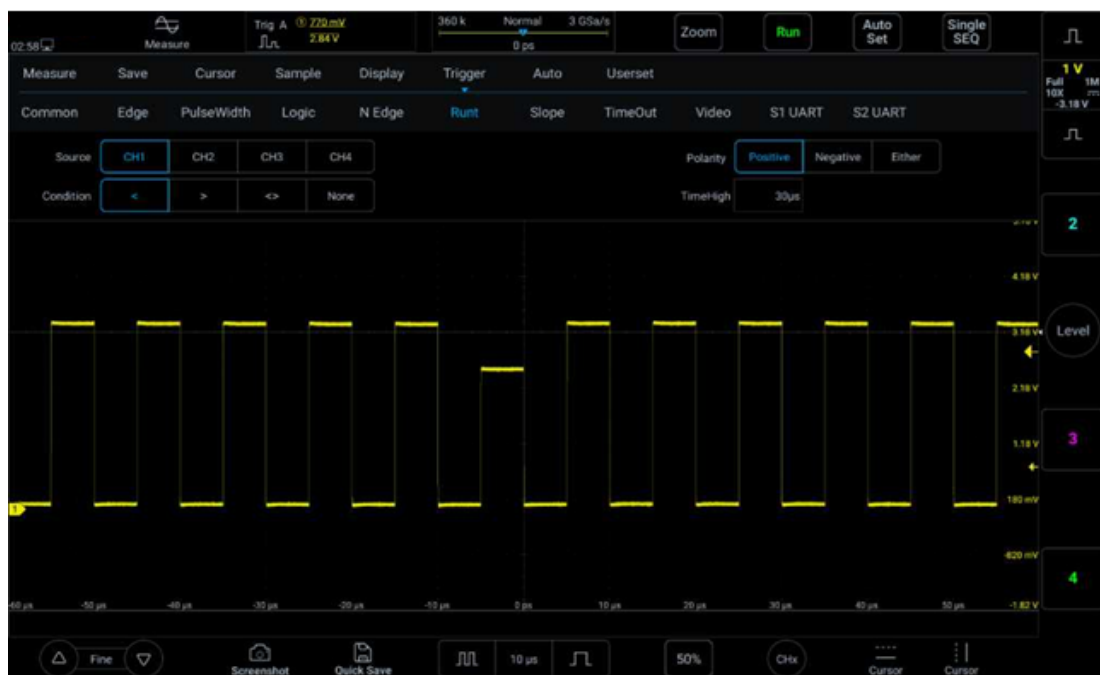 Trig A ① 770 mV 360 k Normal 3 GSa/s
02:58 Measure 2.84 V 0 ps Zoom Run Auto Set Single SEQ
Measure Save Cursor Sample Display Trigger Auto Userset
1 V
Full 1M
10X
-3.18 V
Common Edge PulseWidth Logic N Edge Runt Slope TimeOut Video S1 UART S2 UART
Source CH1 CH2 CH3 CH4 Polarity Positive Negative Either
Condition < > <> None TimeHigh 30µs
2
4.18 V
3.18 V Level
2.18 V
1.18 V 3
180 mV
1
-820 mV
4
-60 µs -50 µs -40 µs -30 µs -20 µs -10 µs 0 ps 10 µs 20 µs 30 µs 40 µs 50 µs -1.82 V
Fine Screenshot Quick Save 10 µs 50% CHx Cursor Cursor